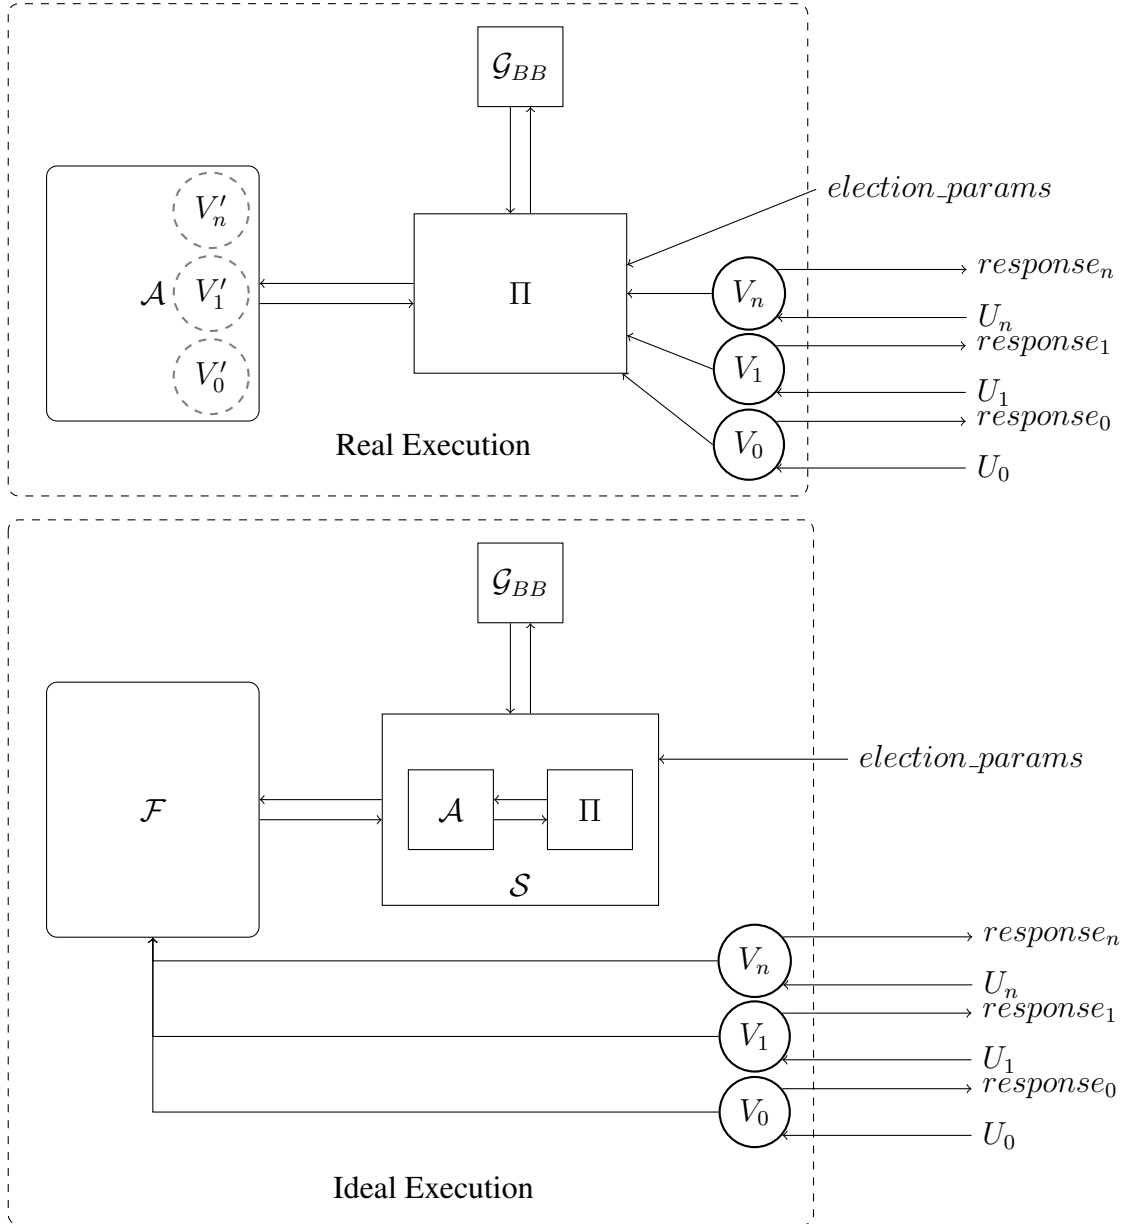 𝒢_BB
election_params
V′_n
response_n
𝒜 V′_1
Π
V_n
U_n
response_1
V′_0
V_1
U_1
response_0
Real Execution
V_0
U_0
𝒢_BB
election_params
ℱ
𝒜
Π
𝒮
response_n
V_n
U_n
response_1
V_1
U_1
response_0
V_0
U_0
Ideal Execution